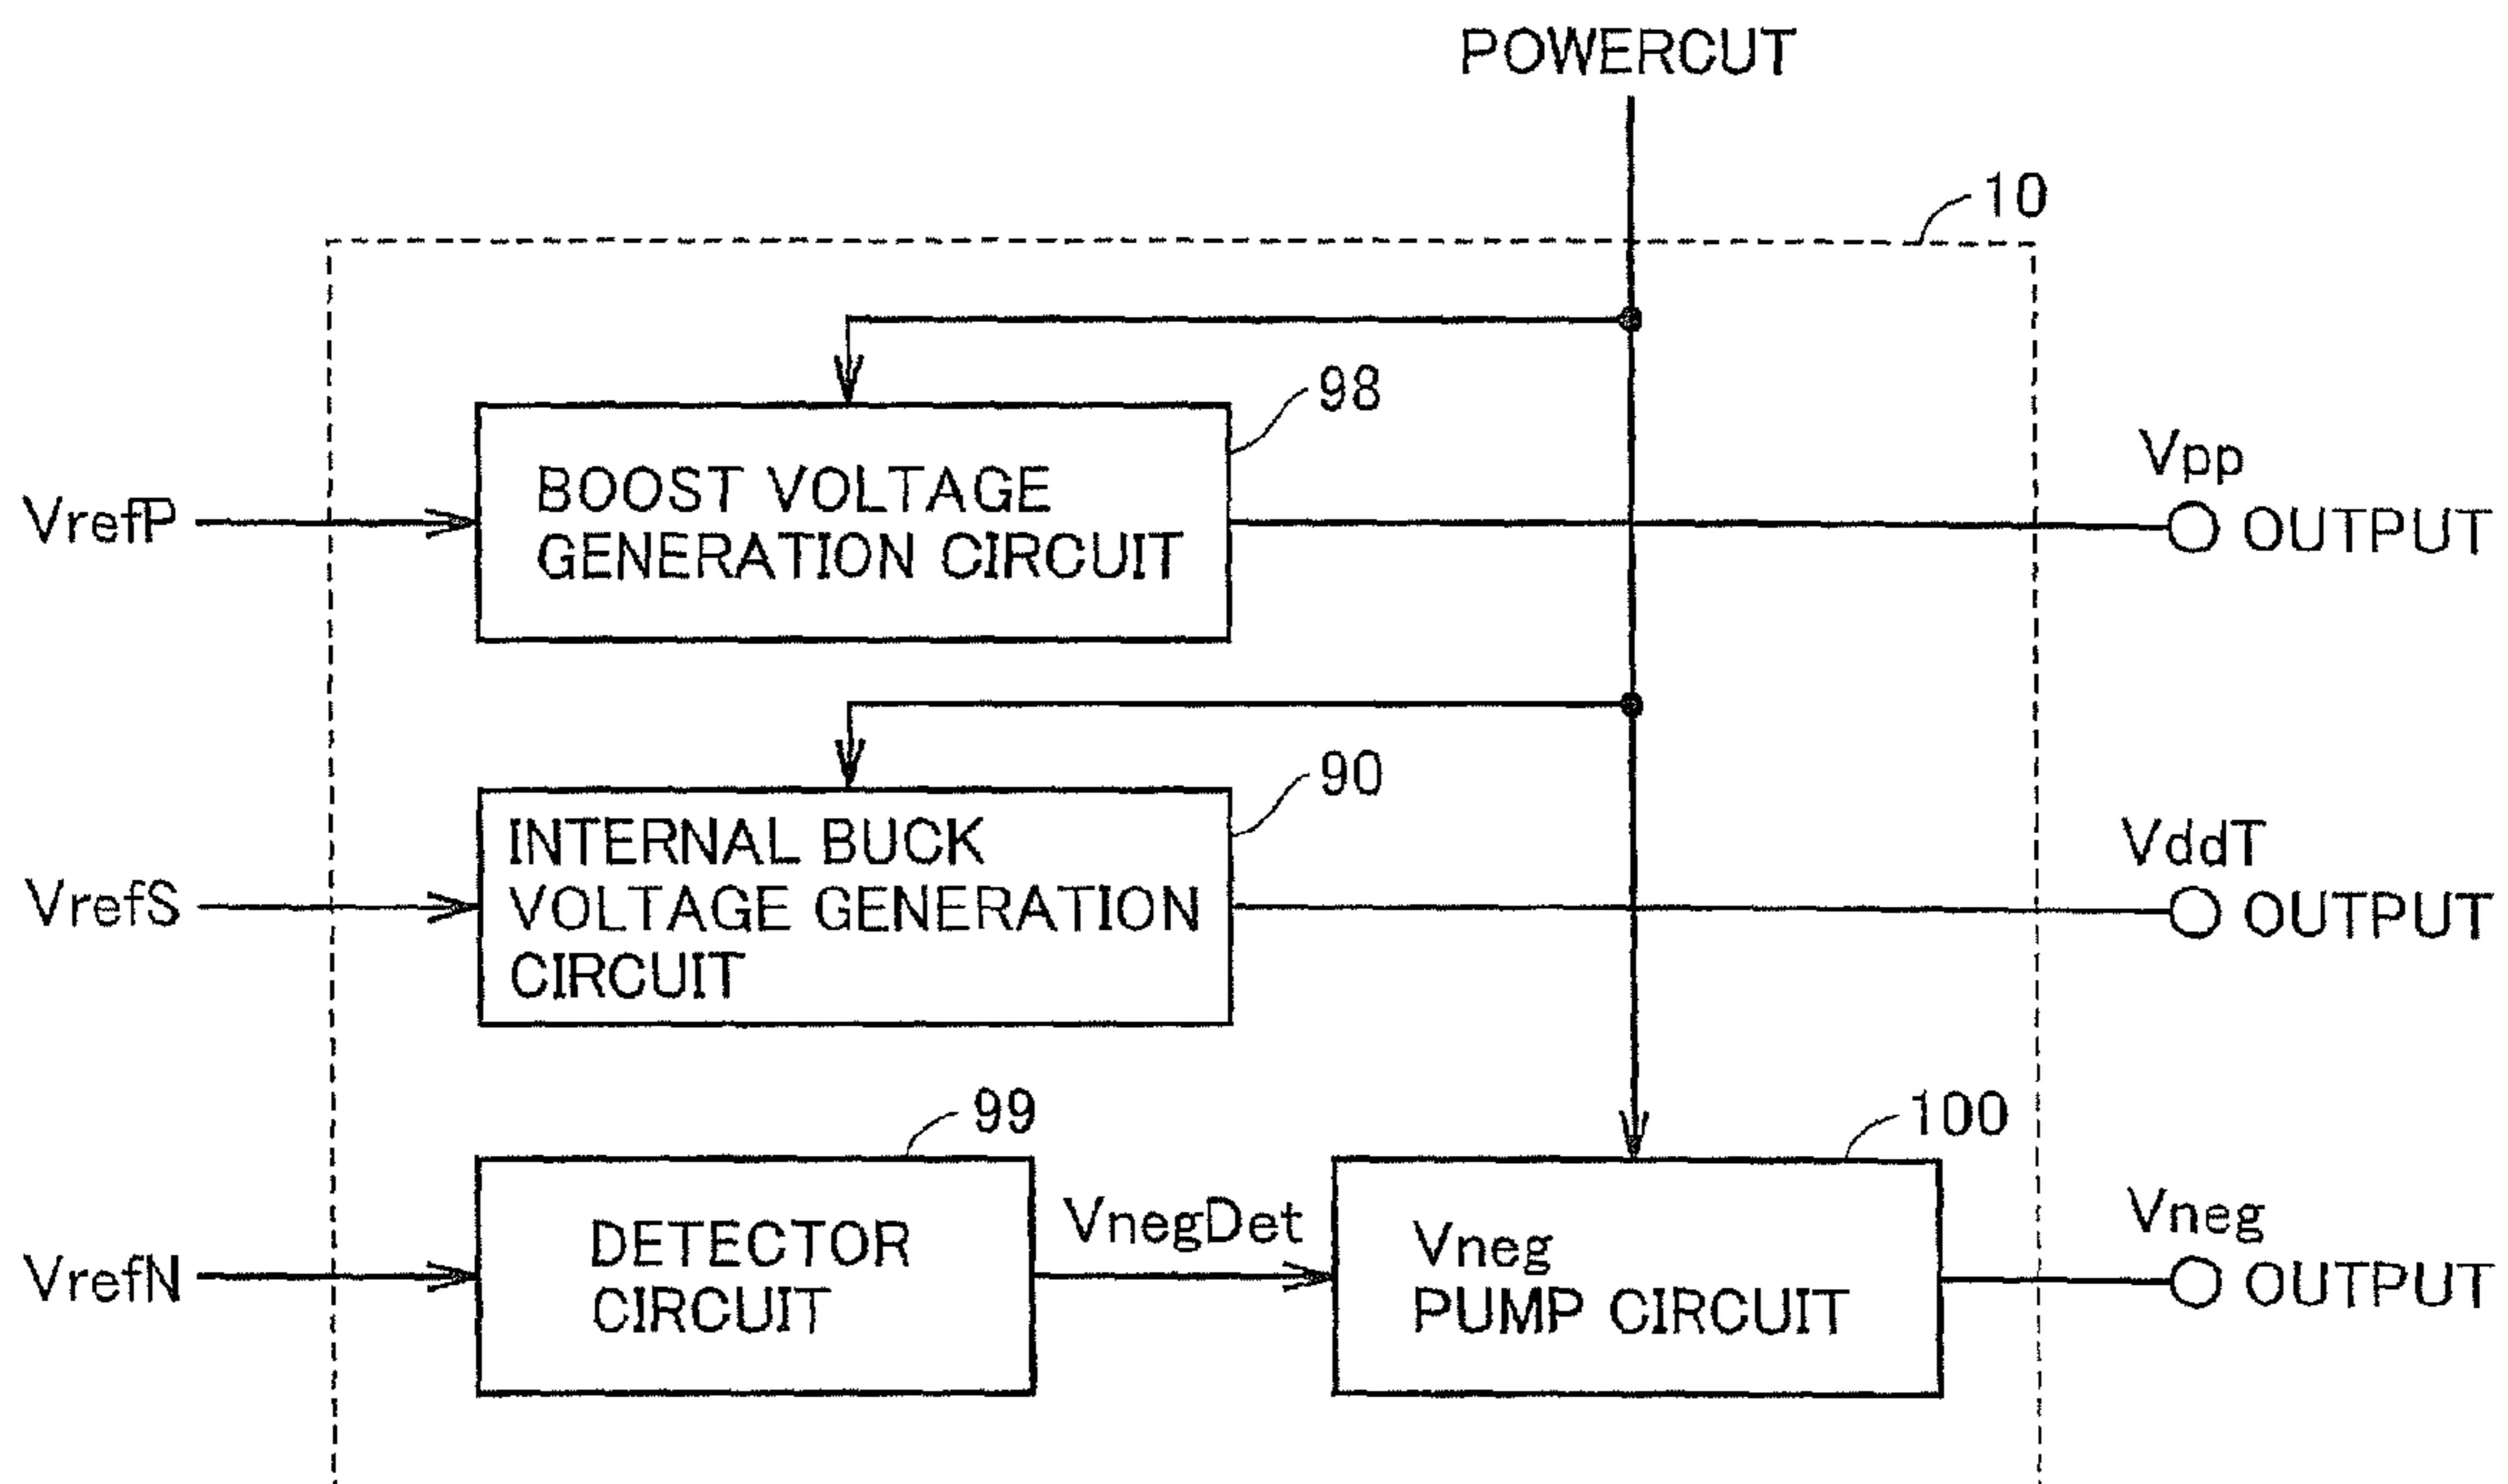 POWERCUT
10
98
BOOST VOLTAGE
GENERATION CIRCUIT
VrefP
Vpp
OUTPUT
90
INTERNAL BUCK
VOLTAGE GENERATION
CIRCUIT
VrefS
VddT
OUTPUT
99
DETECTOR
CIRCUIT
VrefN
VnegDet
100
Vneg
PUMP CIRCUIT
Vneg
OUTPUT